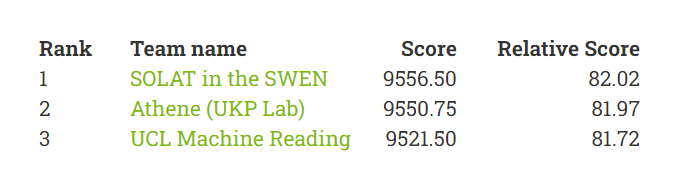 Rank Team name Score Relative Score
1 SOLAT in the SWEN 9556.50 82.02
2 Athene (UKP Lab) 9550.75 81.97
3 UCL Machine Reading 9521.50 81.72